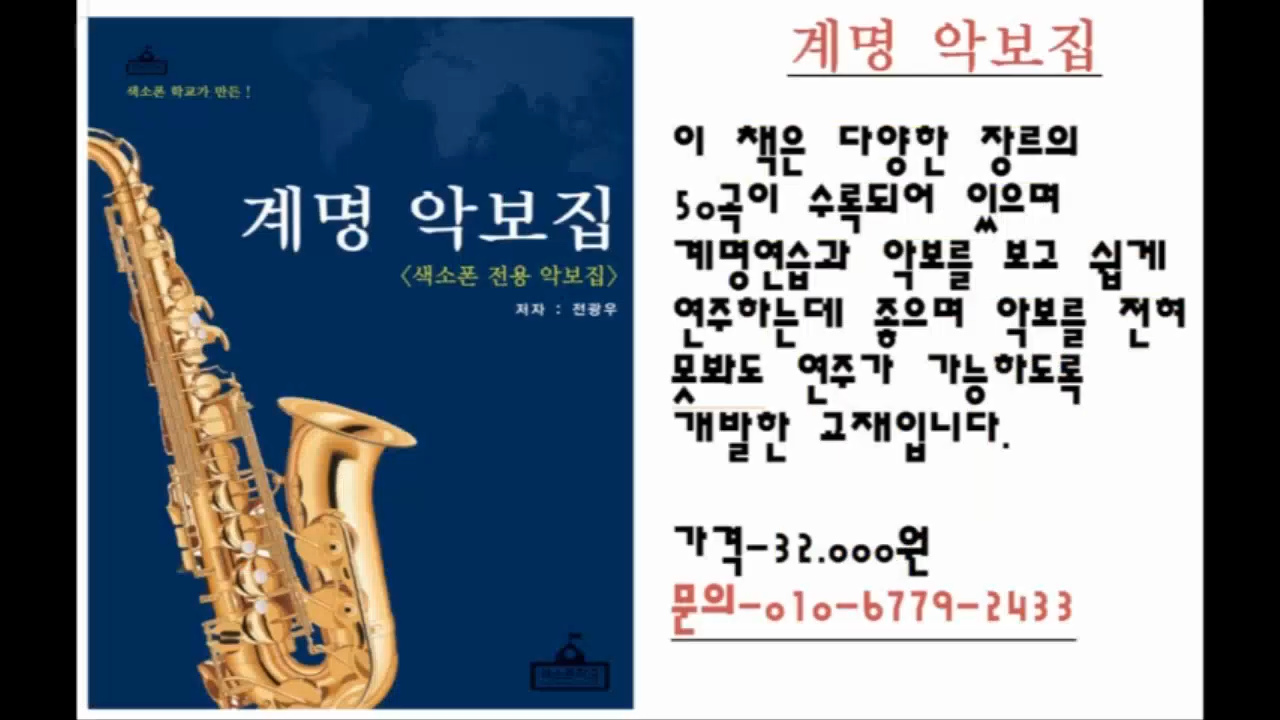 색소폰 학교가 만든 !
계명 악보집
<색소폰 전용 악보집>
저자 : 전광우
색소폰학교
계명 악보집
이 책은 다양한 장르의
50곡이 수록되어 있으며
계명연습과 악보를 보고 쉽게
연주하는데 좋으며 악보를 전혀
못봐도 연주가 가능하도록
개발한 교재입니다.
가격-32.000원
문의-010-6779-2433